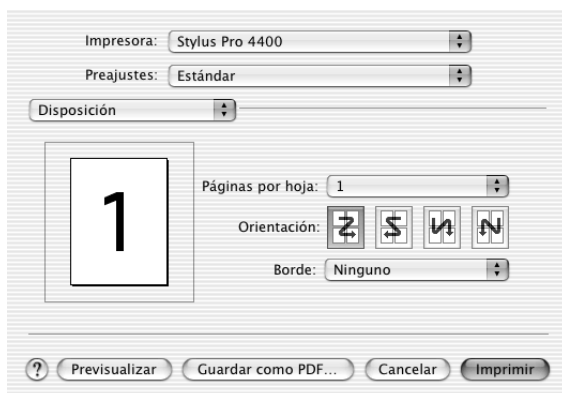 Impresora: Stylus Pro 4400
Preajustes: Estándar
Disposición
1
Páginas por hoja: 1
Orientación:
Borde: Ninguno
? Previsualizar Guardar como PDF... Cancelar Imprimir